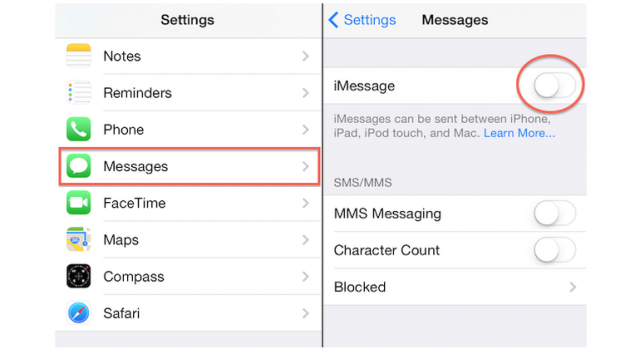 Settings
Notes
Reminders
Phone
Messages
FaceTime
Maps
Compass
Safari
Settings Messages
iMessage
iMessages can be sent between iPhone,
iPad, iPod touch, and Mac. Learn More...
SMS/MMS
MMS Messaging
Character Count
Blocked